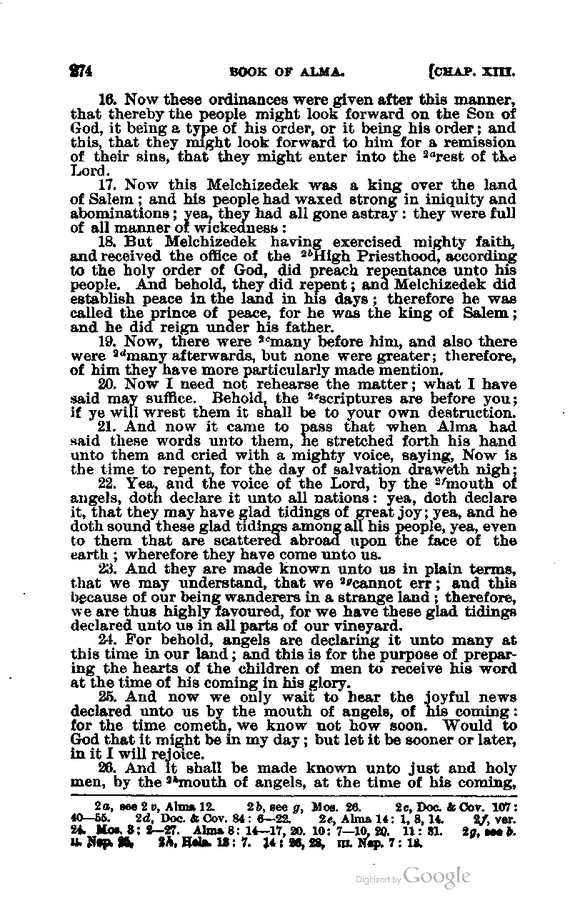 274 BOOK OF ALMA. [CHAP. XIII.
16. Now these ordinances were given after this manner,
that thereby the people might look forward on the Son of
God, it being a type of his order, or it being his order; and
this, that they might look forward to him for a remission
of their sins, that they might enter into the 2arest of the
Lord.
17. Now this Melchizedek was a king over the land
of Salem; and his people had waxed strong in iniquity and
abominations; yea, they had all gone astray: they were full
of all manner of wickedness:
18. But Melchizedek having exercised mighty faith,
and received the office of the 2bHigh Priesthood, according
to the holy order of God, did preach repentance unto his
people. And behold, they did repent; and Melchizedek did
establish peace in the land in his days; therefore he was
called the prince of peace, for he was the king of Salem;
and he did reign under his father.
19. Now, there were 2cmany before him, and also there
were 2dmany afterwards, but none were greater; therefore,
of him they have more particularly made mention.
20. Now I need not rehearse the matter; what I have
said may suffice. Behold, the 2escriptures are before you;
if ye will wrest them it shall be to your own destruction.
21. And now it came to pass that when Alma had
said these words unto them, he stretched forth his hand
unto them and cried with a mighty voice, saying, Now is
the time to repent, for the day of salvation draweth nigh;
22. Yea, and the voice of the Lord, by the 2fmouth of
angels, doth declare it unto all nations: yea, doth declare
it, that they may have glad tidings of great joy; yea, and he
doth sound these glad tidings among all his people, yea, even
to them that are scattered abroad upon the face of the
earth; wherefore they have come unto us.
23. And they are made known unto us in plain terms,
that we may understand, that we 2gcannot err; and this
because of our being wanderers in a strange land; therefore,
we are thus highly favoured, for we have these glad tidings
declared unto us in all parts of our vineyard.
24. For behold, angels are declaring it unto many at
this time in our land; and this is for the purpose of prepar-
ing the hearts of the children of men to receive his word
at the time of his coming in his glory.
25. And now we only wait to hear the joyful news
declared unto us by the mouth of angels, of his coming:
for the time cometh, we know not how soon. Would to
God that it might be in my day; but let it be sooner or later,
in it I will rejoice.
26. And it shall be made known unto just and holy
men, by the 2hmouth of angels, at the time of his coming,
2a, see 2v, Alma 12. 2b, see g, Mos. 26. 2c, Doc. & Cov. 107:
40—55. 2d, Doc. & Cov. 84: 6—22. 2e, Alma 14: 1, 8, 14. 2f, ver.
24. Mos. 3: 2—27. Alma 8: 14—17, 20. 10: 7—10, 20. 11: 31. 2g, see b.
II. Nep. 25. 2h, Hela. 13: 7. 14: 26, 28. III. Nep. 7: 18.
Digitized by Google